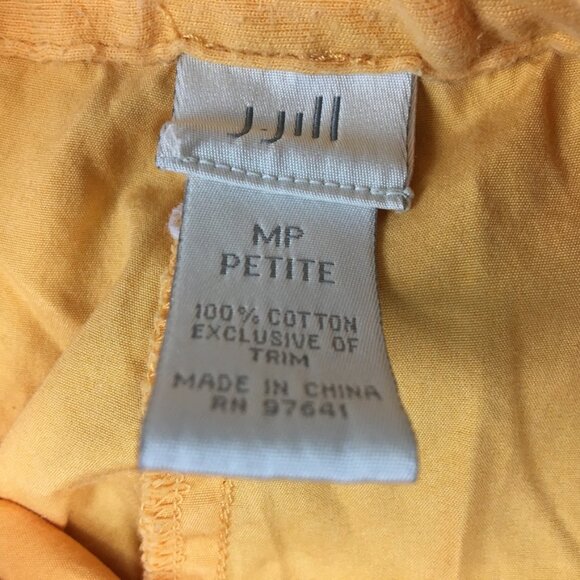 J.Jill
MP
PETITE
100% COTTON
EXCLUSIVE OF
TRIM
MADE IN CHINA
RN 97641